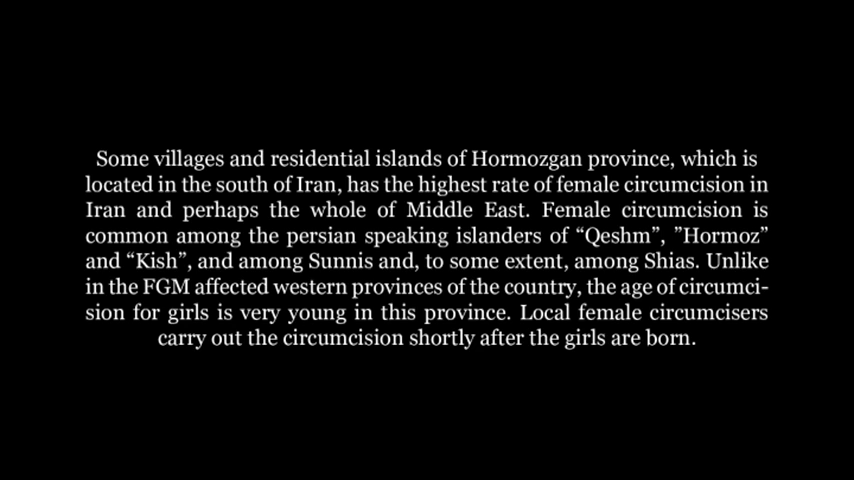 Some villages and residential islands of Hormozgan province, which is
located in the south of Iran, has the highest rate of female circumcision in
Iran and perhaps the whole of Middle East. Female circumcision is
common among the persian speaking islanders of “Qeshm”, ”Hormoz”
and “Kish”, and among Sunnis and, to some extent, among Shias. Unlike
in the FGM affected western provinces of the country, the age of circumci-
sion for girls is very young in this province. Local female circumcisers
carry out the circumcision shortly after the girls are born.